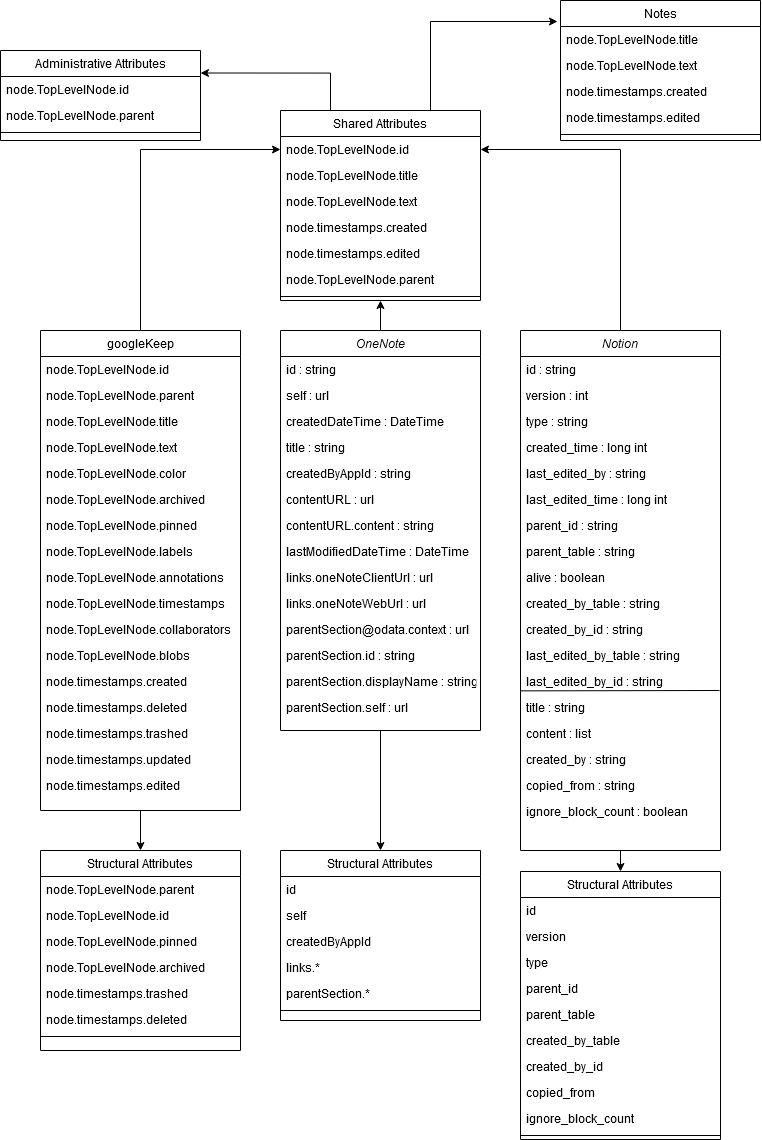 Notes
node.TopLevelNode.title
node.TopLevelNode.text
node.timestamps.created
node.timestamps.edited
Administrative Attributes
node.TopLevelNode.id
node.TopLevelNode.parent
Shared Attributes
node.TopLevelNode.id
node.TopLevelNode.title
node.TopLevelNode.text
node.timestamps.created
node.timestamps.edited
node.TopLevelNode.parent
googleKeep
node.TopLevelNode.id
node.TopLevelNode.parent
node.TopLevelNode.title
node.TopLevelNode.text
node.TopLevelNode.color
node.TopLevelNode.archived
node.TopLevelNode.pinned
node.TopLevelNode.labels
node.TopLevelNode.annotations
node.TopLevelNode.timestamps
node.TopLevelNode.collaborators
node.TopLevelNode.blobs
node.timestamps.created
node.timestamps.deleted
node.timestamps.trashed
node.timestamps.updated
node.timestamps.edited
OneNote
id : string
self : url
createdDateTime : DateTime
title : string
createdByAppId : string
contentURL : url
contentURL.content : string
lastModifiedDateTime : DateTime
links.oneNoteClientUrl : url
links.oneNoteWebUrl : url
parentSection@odata.context : url
parentSection.id : string
parentSection.displayName : string
parentSection.self : url
Notion
id : string
version : int
type : string
created_time : long int
last_edited_by : string
last_edited_time : long int
parent_id : string
parent_table : string
alive : boolean
created_by_table : string
created_by_id : string
last_edited_by_table : string
last_edited_by_id : string
title : string
content : list
created_by : string
copied_from : string
ignore_block_count : boolean
Structural Attributes
node.TopLevelNode.parent
node.TopLevelNode.id
node.TopLevelNode.pinned
node.TopLevelNode.archived
node.timestamps.trashed
node.timestamps.deleted
Structural Attributes
id
self
createdByAppId
links.*
parentSection.*
Structural Attributes
id
version
type
parent_id
parent_table
created_by_table
created_by_id
copied_from
ignore_block_count